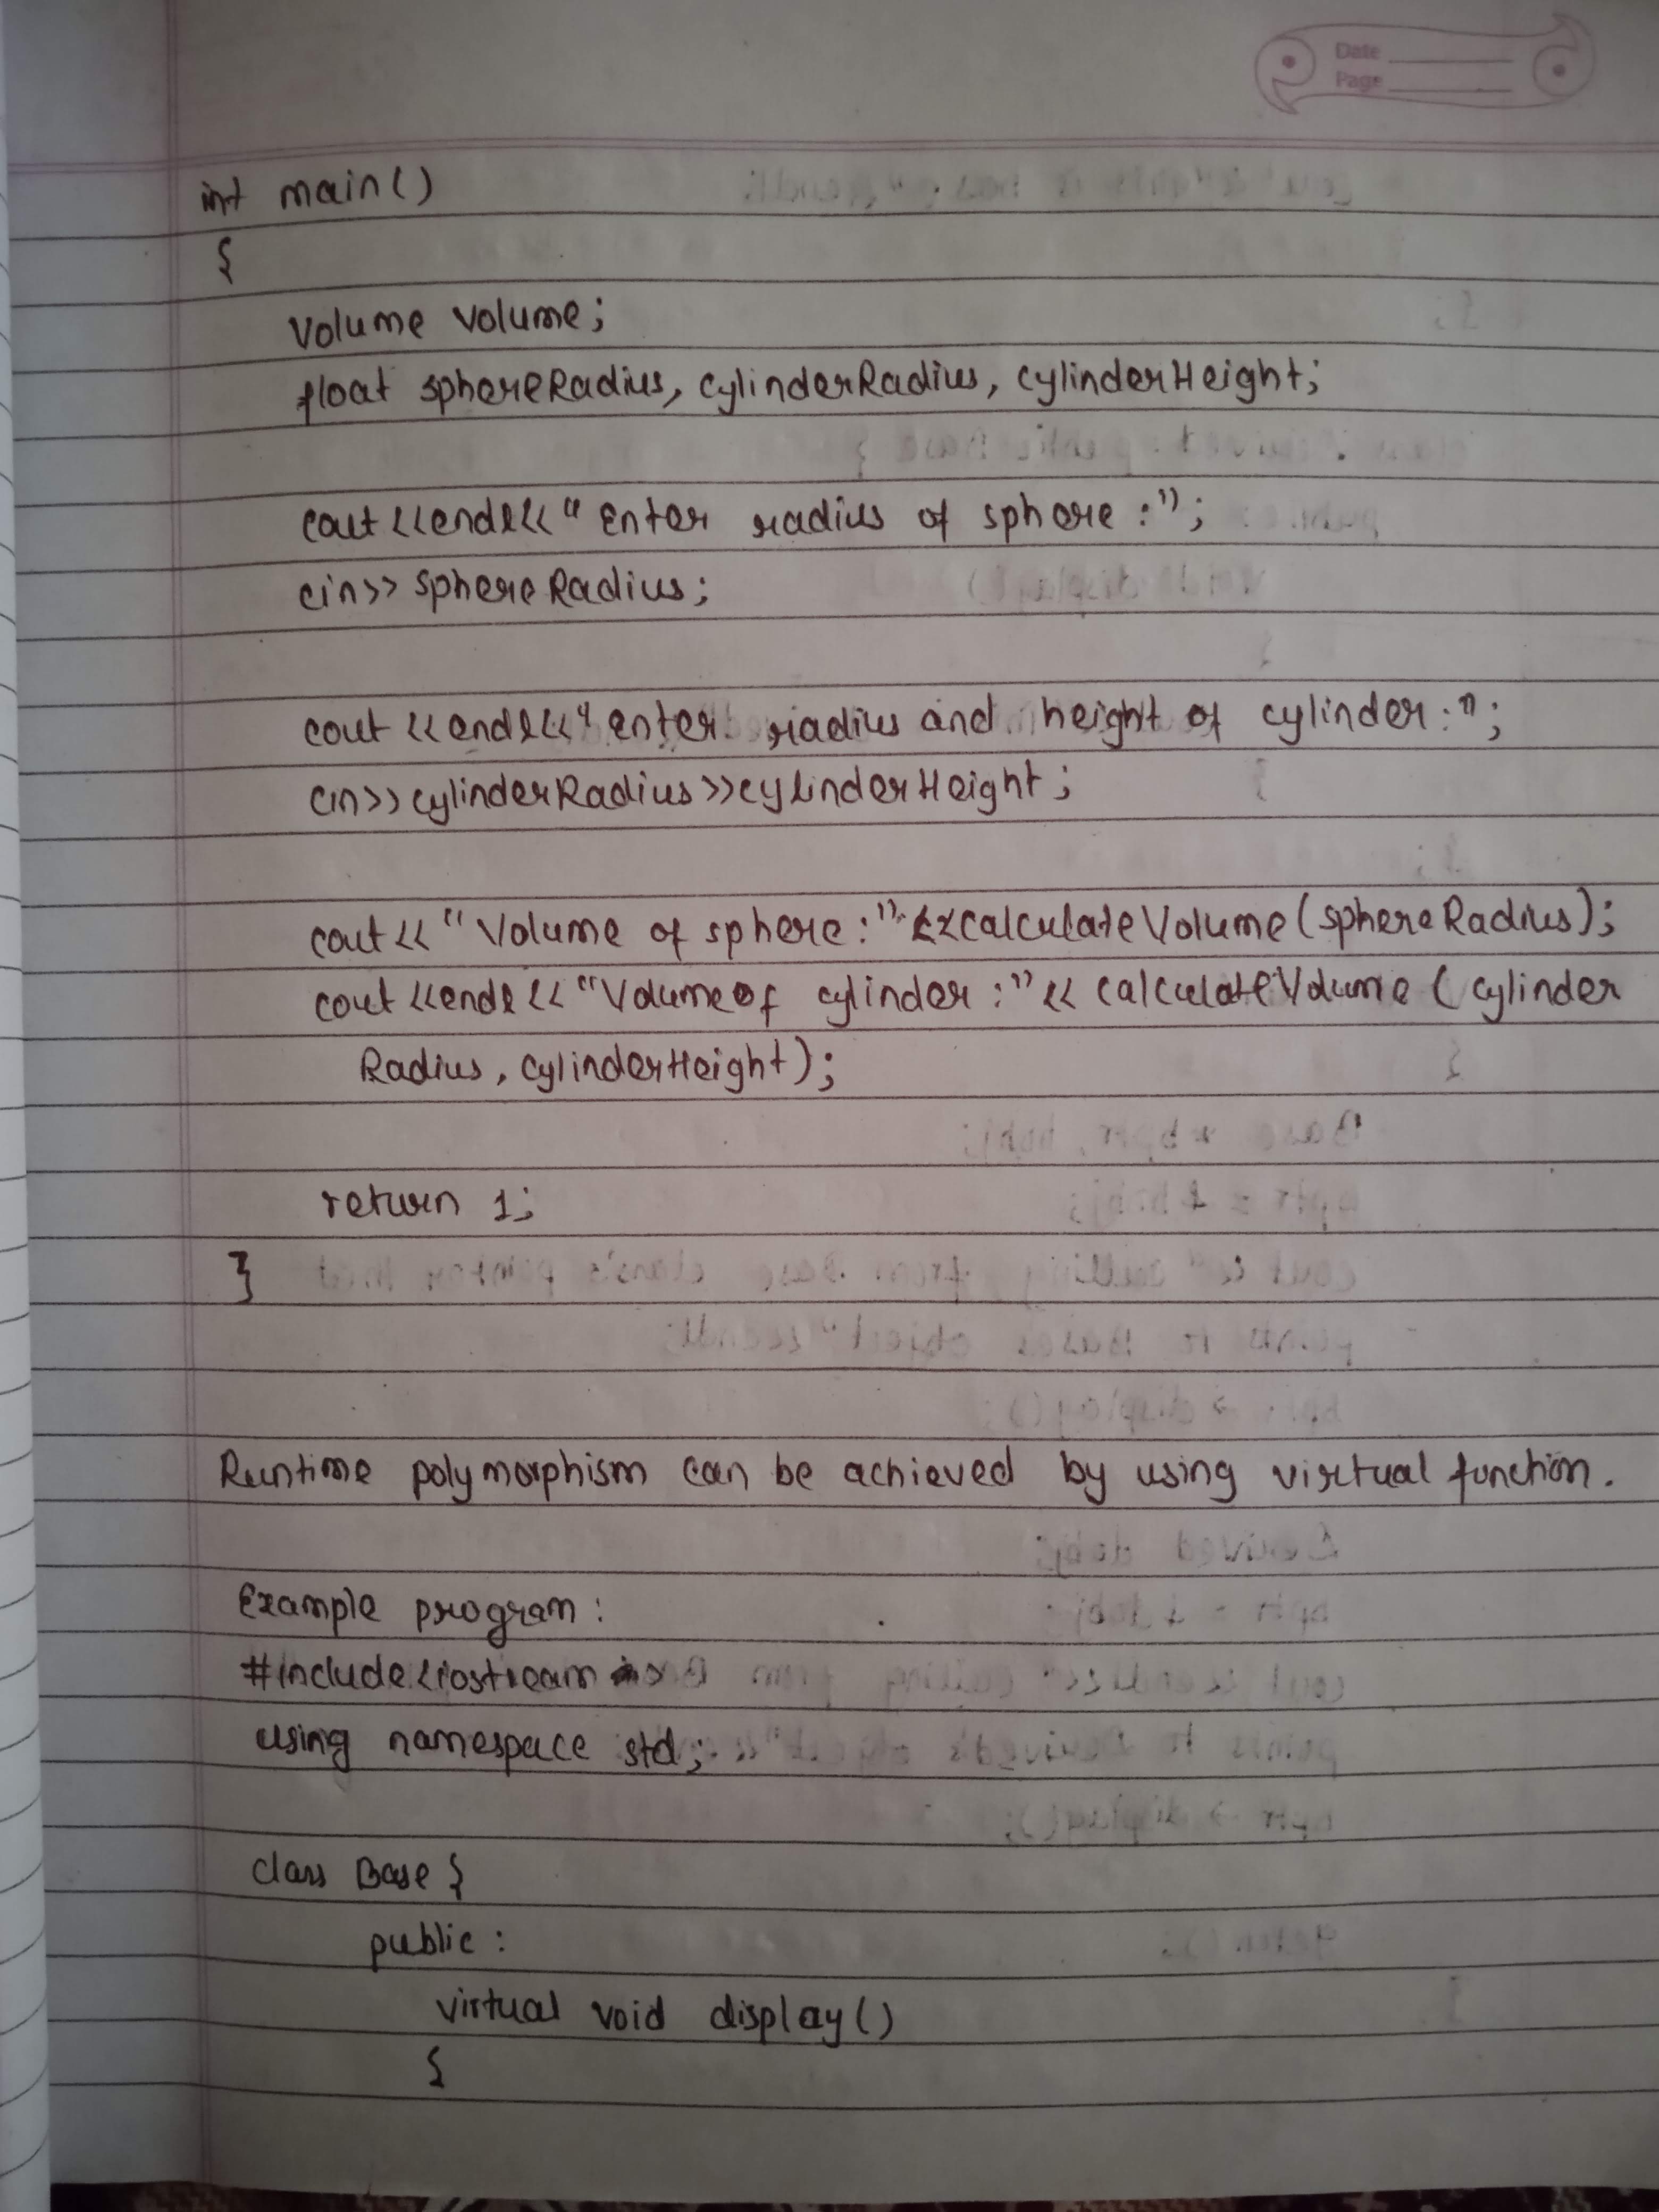 Date
Page
int main()
{
Volume volume;
float sphereRadius, cylinderRadius, cylinderHeight;
cout<<endl<<"Enter radius of sphere:";
cin>>sphereRadius;
cout<<endl<<"enter radius and height of cylinder:";
cin>>cylinderRadius>>cylinderHeight;
cout<<"Volume of sphere:"<<calculateVolume(sphereRadius);
cout<<endl<<"Volume of cylinder:"<<calculateVolume(cylinder
Radius, cylinderHeight);
return 1;
}
Runtime polymorphism can be achieved by using virtual function.
Example program:
#include<iostream>
using namespace std;
class Base{
public:
virtual void display()
{